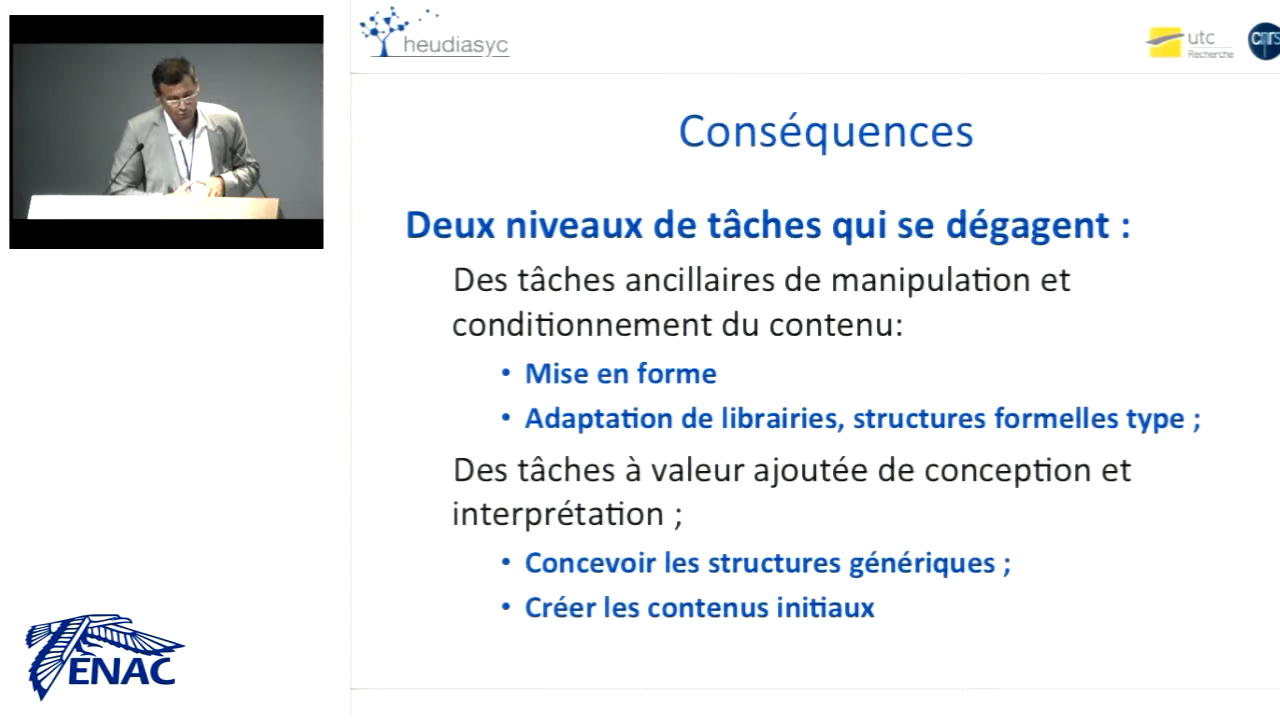 heudiasyc
utc
Recherche
cnrs
Conséquences
Deux niveaux de tâches qui se dégagent :
Des tâches ancillaires de manipulation et
conditionnement du contenu:
• Mise en forme
• Adaptation de librairies, structures formelles type ;
Des tâches à valeur ajoutée de conception et
interprétation ;
• Concevoir les structures génériques ;
• Créer les contenus initiaux
ENAC